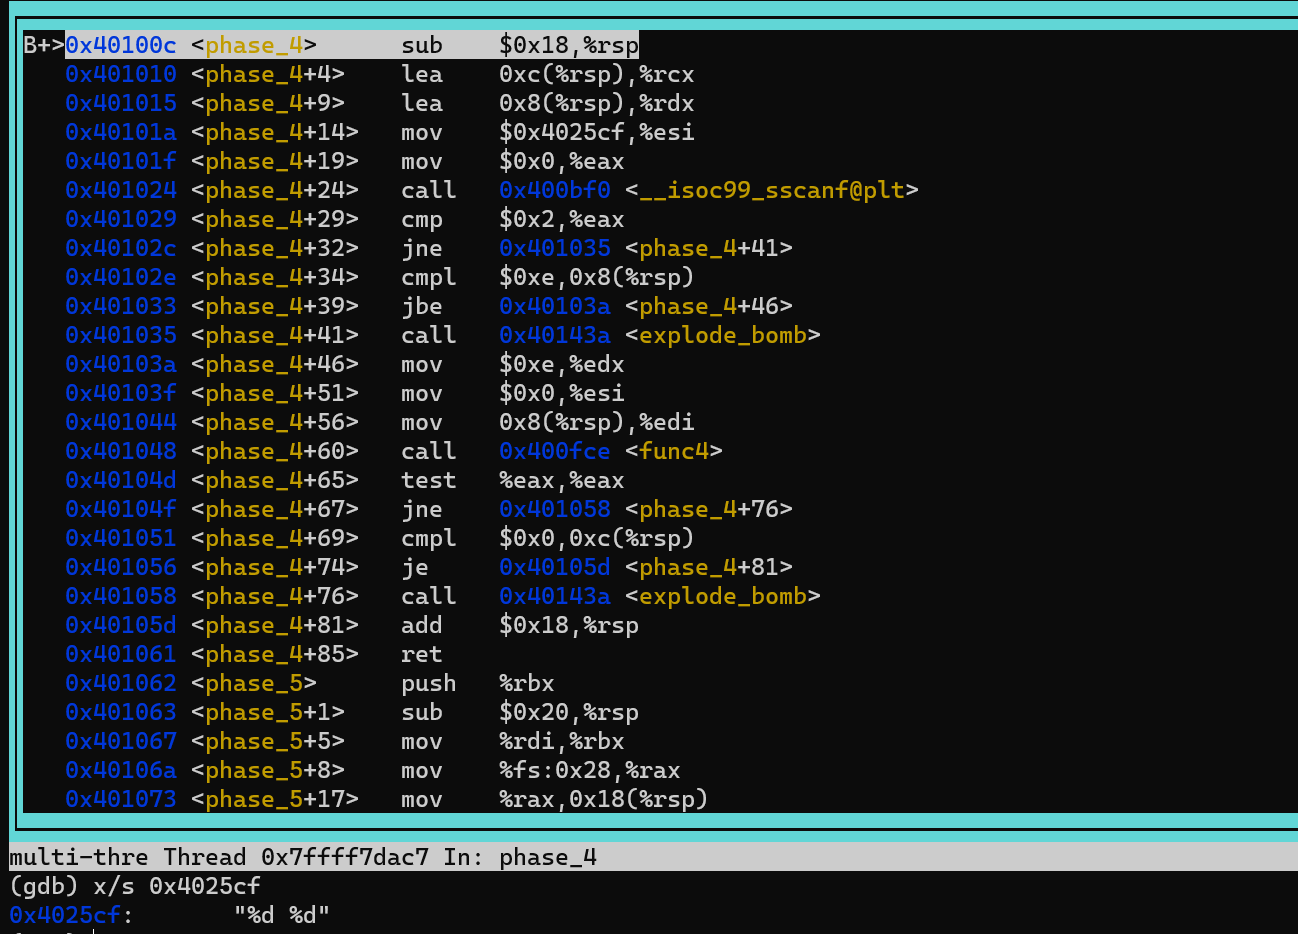 B+>0x40100c <phase_4>      sub    $0x18,%rsp
0x401010 <phase_4+4>    lea    0xc(%rsp),%rcx
0x401015 <phase_4+9>    lea    0x8(%rsp),%rdx
0x40101a <phase_4+14>   mov    $0x4025cf,%esi
0x40101f <phase_4+19>   mov    $0x0,%eax
0x401024 <phase_4+24>   call   0x400bf0 <__isoc99_sscanf@plt>
0x401029 <phase_4+29>   cmp    $0x2,%eax
0x40102c <phase_4+32>   jne    0x401035 <phase_4+41>
0x40102e <phase_4+34>   cmpl   $0xe,0x8(%rsp)
0x401033 <phase_4+39>   jbe    0x40103a <phase_4+46>
0x401035 <phase_4+41>   call   0x40143a <explode_bomb>
0x40103a <phase_4+46>   mov    $0xe,%edx
0x40103f <phase_4+51>   mov    $0x0,%esi
0x401044 <phase_4+56>   mov    0x8(%rsp),%edi
0x401048 <phase_4+60>   call   0x400fce <func4>
0x40104d <phase_4+65>   test   %eax,%eax
0x40104f <phase_4+67>   jne    0x401058 <phase_4+76>
0x401051 <phase_4+69>   cmpl   $0x0,0xc(%rsp)
0x401056 <phase_4+74>   je     0x40105d <phase_4+81>
0x401058 <phase_4+76>   call   0x40143a <explode_bomb>
0x40105d <phase_4+81>   add    $0x18,%rsp
0x401061 <phase_4+85>   ret
0x401062 <phase_5>      push   %rbx
0x401063 <phase_5+1>    sub    $0x20,%rsp
0x401067 <phase_5+5>    mov    %rdi,%rbx
0x40106a <phase_5+8>    mov    %fs:0x28,%rax
0x401073 <phase_5+17>   mov    %rax,0x18(%rsp)
multi-thre Thread 0x7ffff7dac7 In: phase_4
(gdb) x/s 0x4025cf
0x4025cf:       "%d %d"